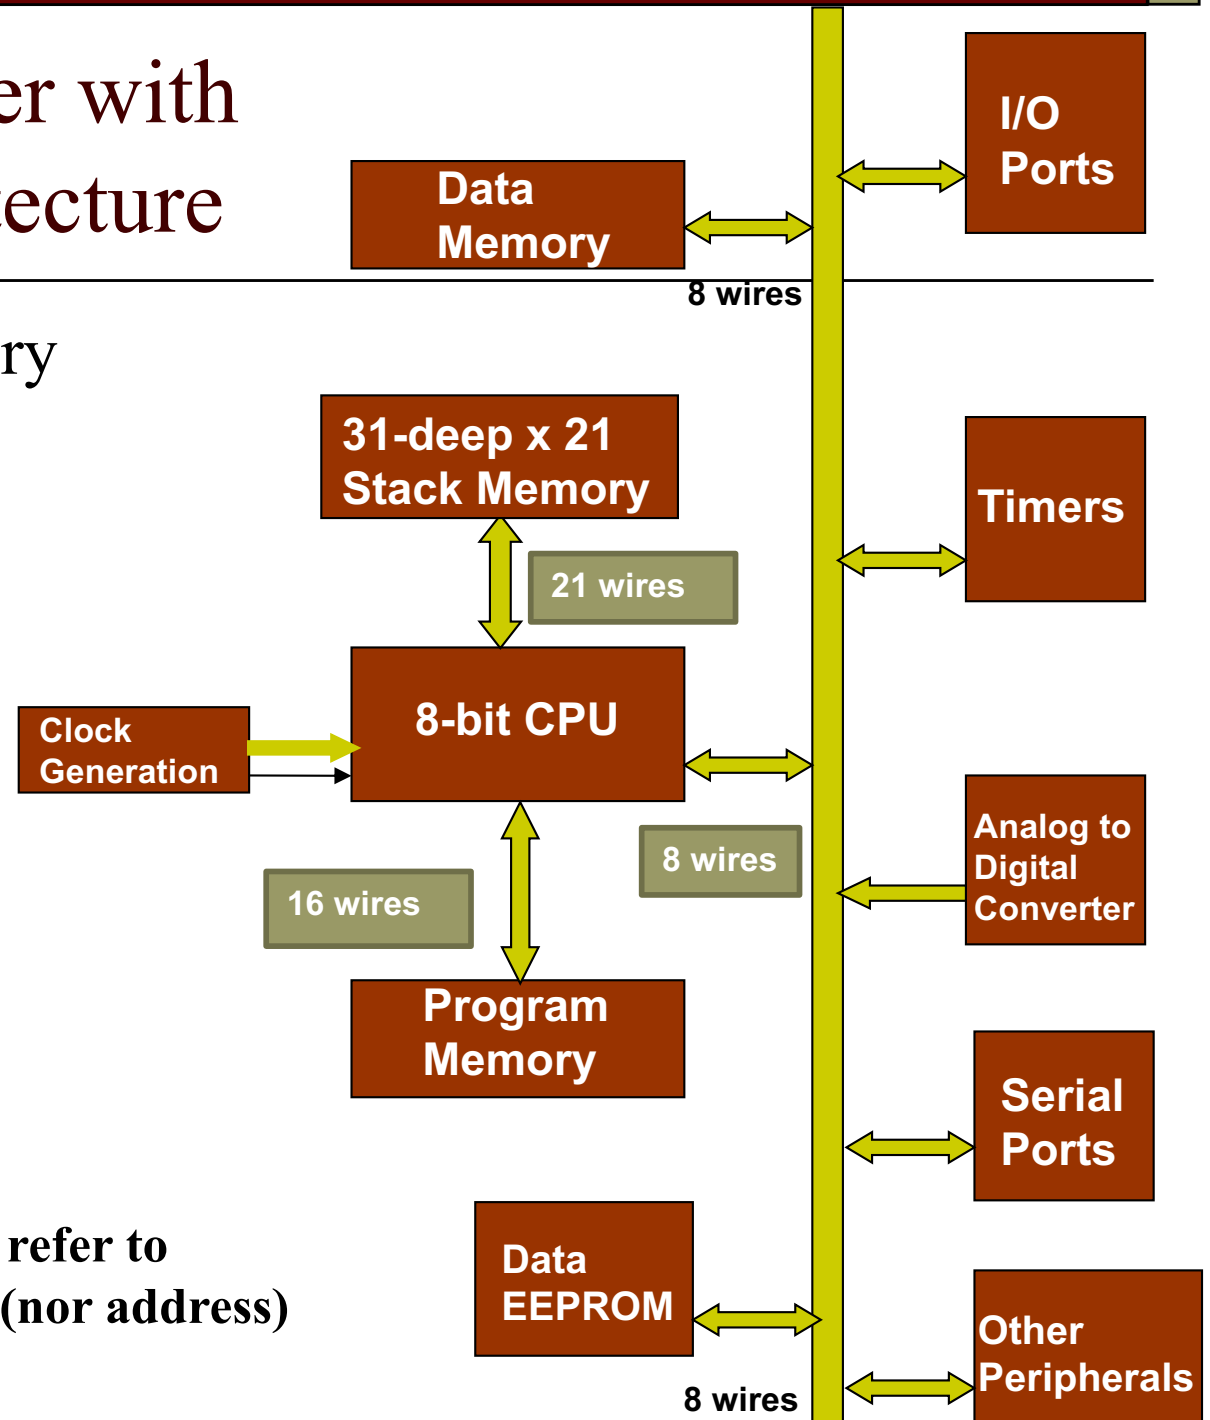 er with
tecture
I/O
Ports
Data
Memory
8 wires
ry
31-deep x 21
Stack Memory
Timers
21 wires
8-bit CPU
Clock
Generation
8 wires
Analog to
Digital
Converter
16 wires
Program
Memory
Serial
Ports
refer to
(nor address)
Data
EEPROM
Other
Peripherals
8 wires